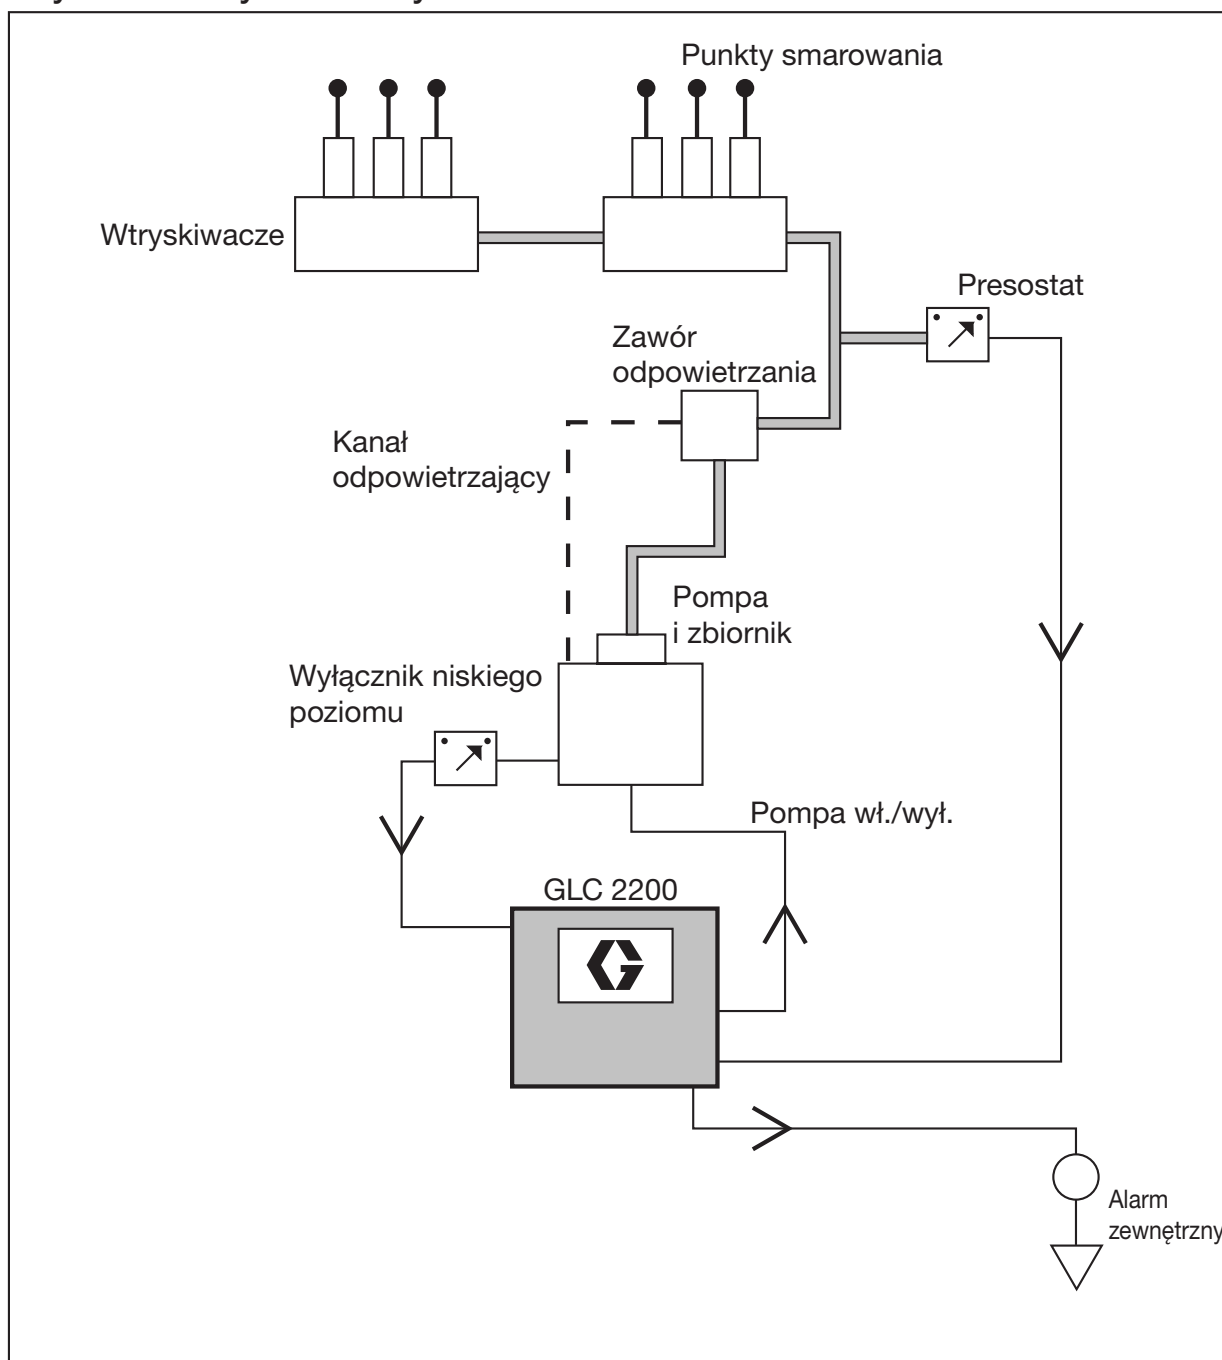 Punkty smarowania
Wtryskiwacze
Presostat
Zawór
odpowietrzania
Kanał
odpowietrzający
Pompa
i zbiornik
Wyłącznik niskiego
poziomu
Pompa wł./wył.
GLC 2200
Alarm
zewnętrzny